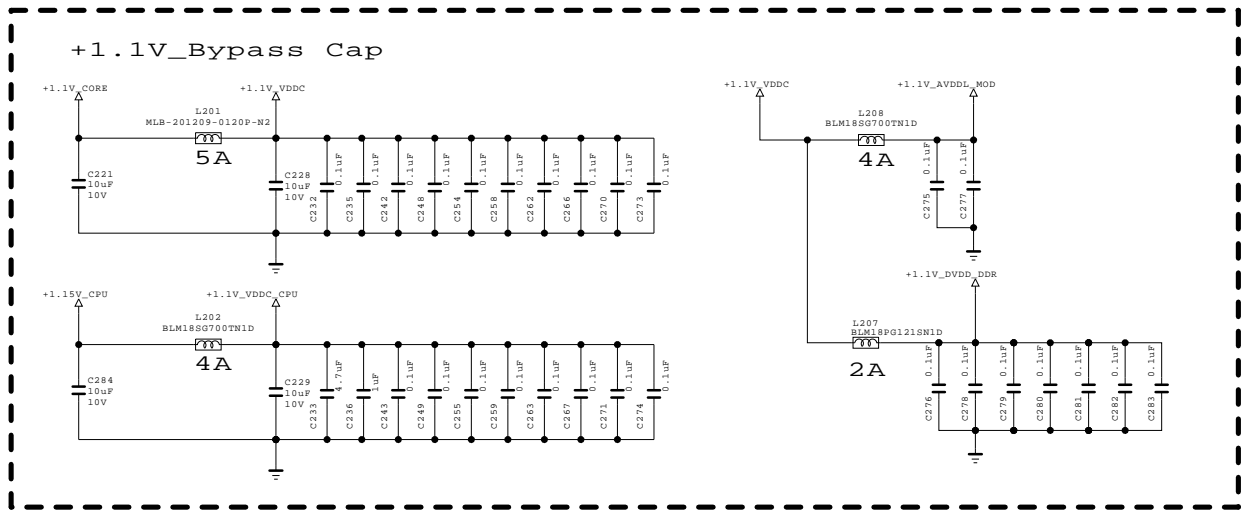 +1.1V_Bypass Cap
+1.1V_CORE
+1.1V_VDDC
L201
MLB-201209-0120P-N2
5A
C221
10uF
10V
C228
10uF
10V
C232
0.1uF
C235
0.1uF
C242
0.1uF
C248
0.1uF
C254
0.1uF
C258
0.1uF
C262
0.1uF
C266
0.1uF
C270
0.1uF
C273
0.1uF
+1.15V_CPU
+1.1V_VDDC_CPU
L202
BLM18SG700TN1D
4A
C284
10uF
10V
C229
10uF
10V
C233
4.7uF
C236
1uF
C243
0.1uF
C249
0.1uF
C255
0.1uF
C259
0.1uF
C263
0.1uF
C267
0.1uF
C271
0.1uF
C274
0.1uF
+1.1V_VDDC
+1.1V_AVDDL_MOD
L208
BLM18SG700TN1D
4A
C275
0.1uF
C277
0.1uF
+1.1V_DVDD_DDR
L207
BLM18PG121SN1D
2A
C276
0.1uF
C278
0.1uF
C279
0.1uF
C280
0.1uF
C281
0.1uF
C282
0.1uF
C283
0.1uF